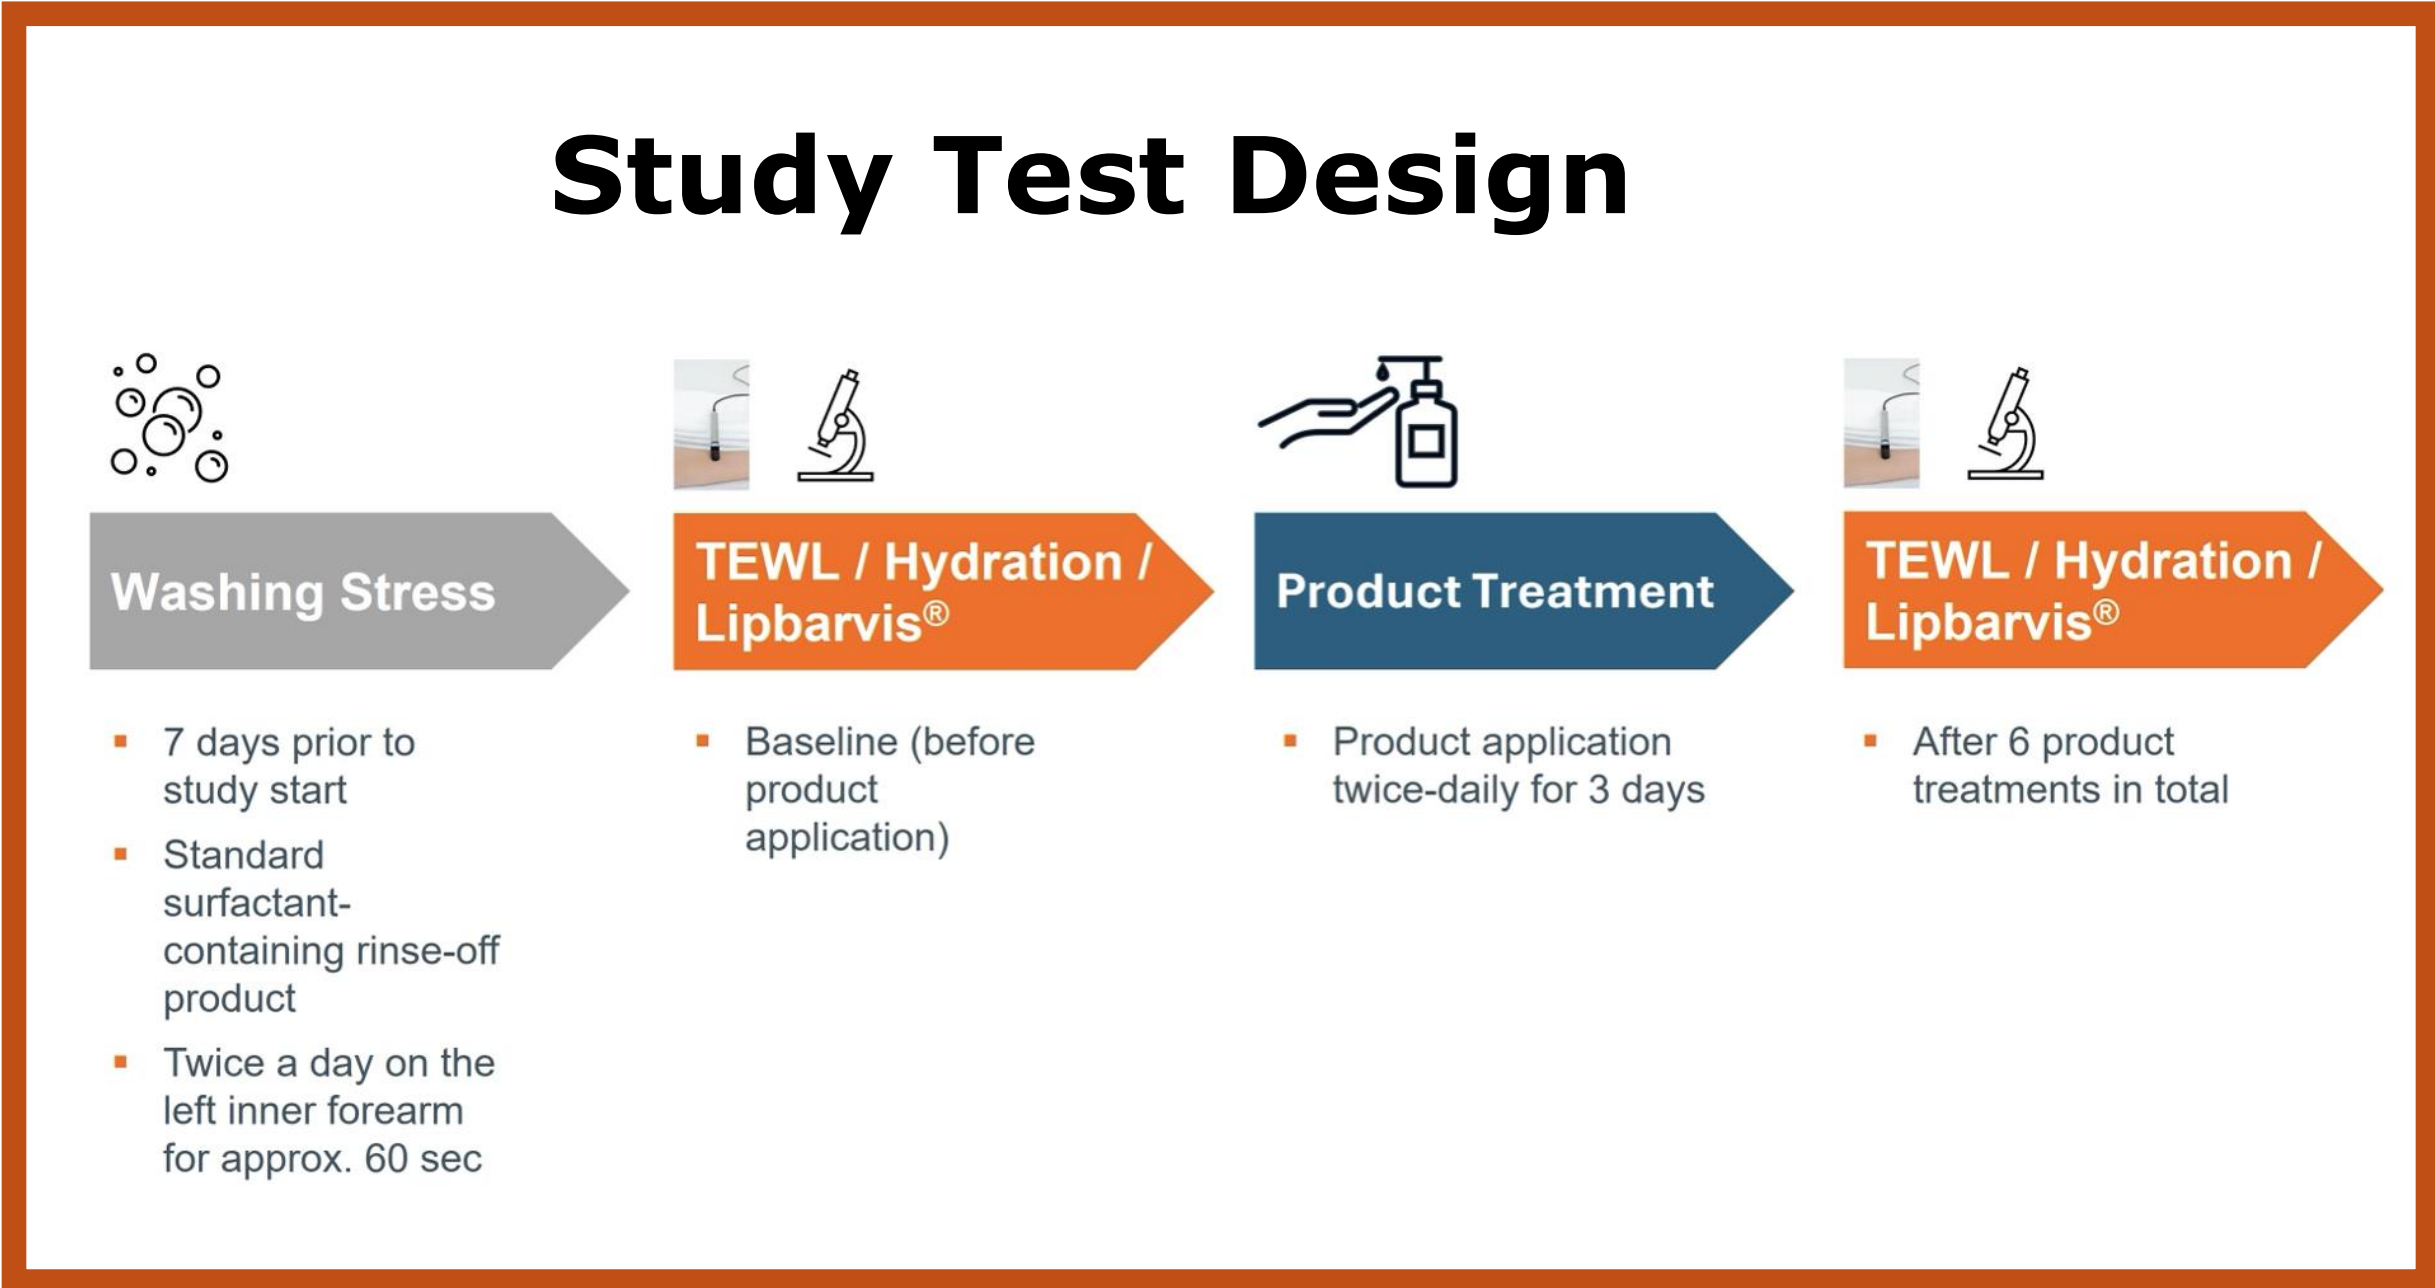 Study Test Design
Washing Stress
▪ 7 days prior to
study start
▪ Standard
surfactant-
containing rinse-off
product
▪ Twice a day on the
left inner forearm
for approx. 60 sec
TEWL / Hydration /
Lipbarvis®
▪ Baseline (before
product
application)
Product Treatment
▪ Product application
twice-daily for 3 days
TEWL / Hydration /
Lipbarvis®
▪ After 6 product
treatments in total